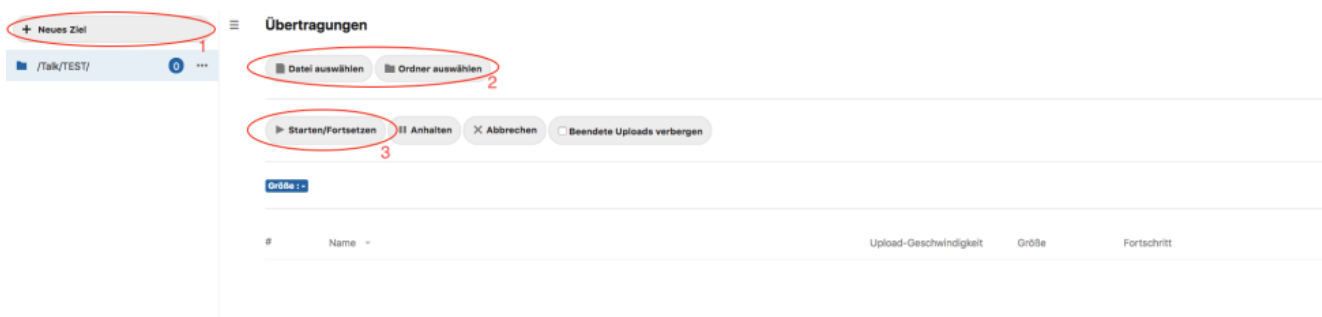 + Neues Ziel
1
/Talk/TEST/ 0 ···
☰ Übertragungen
Datei auswählen Ordner auswählen
2
Starten/Fortsetzen Anhalten Abbrechen Beendete Uploads verbergen
3
Größe : -
# Name Upload-Geschwindigkeit Größe Fortschritt